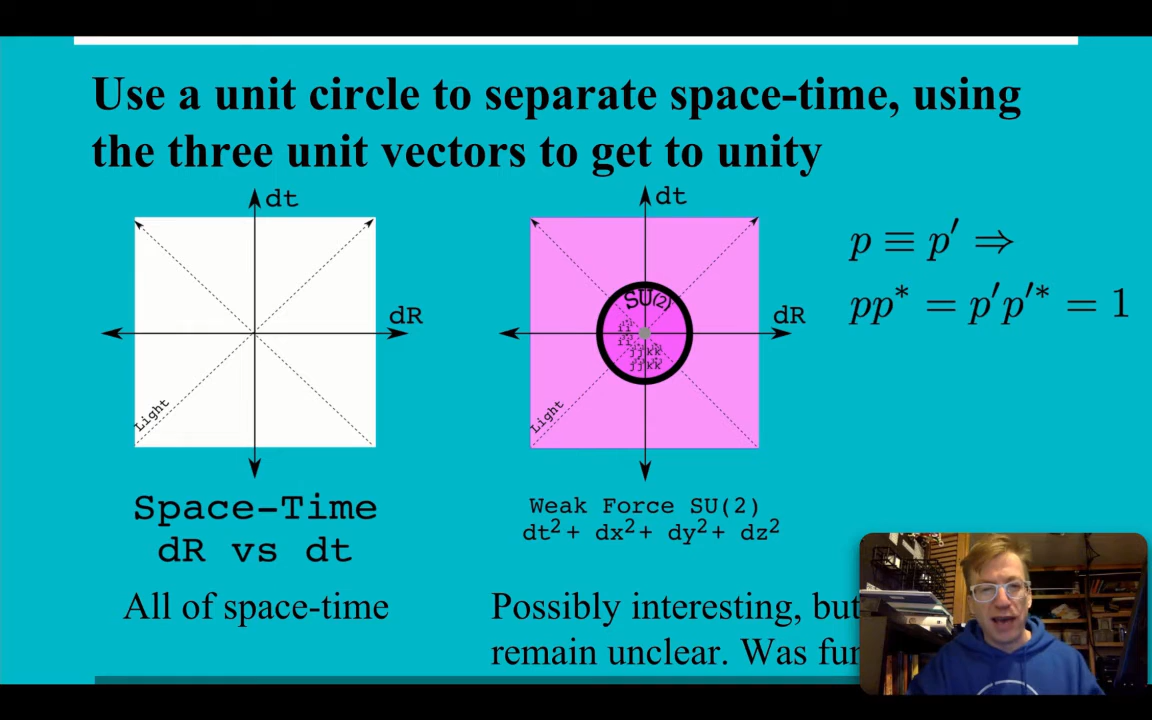 Use a unit circle to separate space-time, using
the three unit vectors to get to unity
dt
dR
Light
Space-Time
dR vs dt
All of space-time
dt
dR
SU(2)
Light
Weak Force SU(2)
dt²+ dx²+ dy²+ dz²
Possibly interesting, but
remain unclear. Was
p ≡ p′ ⇒
pp* = p′p′* = 1